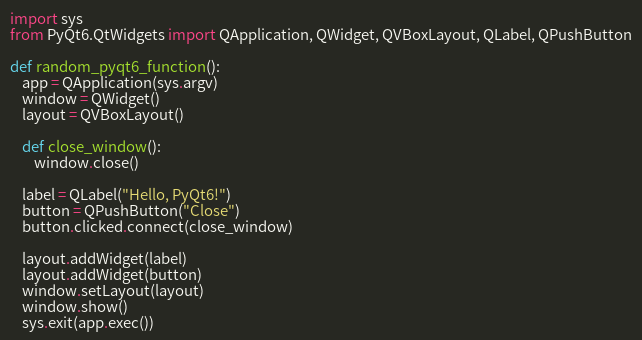 import sys
from PyQt6.QtWidgets import QApplication, QWidget, QVBoxLayout, QLabel, QPushButton

def random_pyqt6_function():
    app = QApplication(sys.argv)
    window = QWidget()
    layout = QVBoxLayout()

    def close_window():
        window.close()

    label = QLabel("Hello, PyQt6!")
    button = QPushButton("Close")
    button.clicked.connect(close_window)

    layout.addWidget(label)
    layout.addWidget(button)
    window.setLayout(layout)
    window.show()
    sys.exit(app.exec())